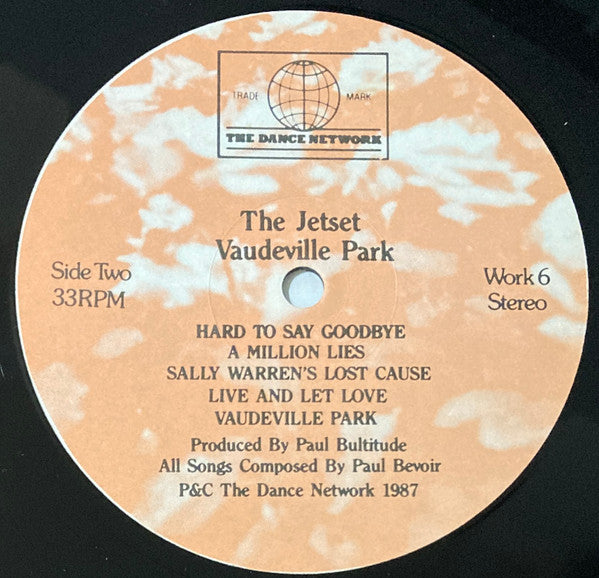 TRADE MARK
THE DANCE NETWORK
The Jetset
Vaudeville Park
Side Two
33RPM
Work 6
Stereo
HARD TO SAY GOODBYE
A MILLION LIES
SALLY WARREN'S LOST CAUSE
LIVE AND LET LOVE
VAUDEVILLE PARK
Produced By Paul Bultitude
All Songs Composed By Paul Bevoir
P&C The Dance Network 1987